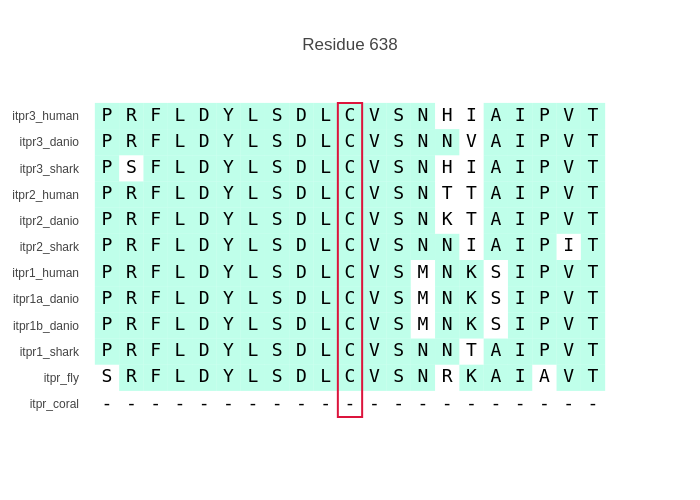 Residue 638
itpr3_human P R F L D Y L S D L C V S N H I A I P V T
itpr3_danio P R F L D Y L S D L C V S N N V A I P V T
itpr3_shark P S F L D Y L S D L C V S N H I A I P V T
itpr2_human P R F L D Y L S D L C V S N T T A I P V T
itpr2_danio P R F L D Y L S D L C V S N K T A I P V T
itpr2_shark P R F L D Y L S D L C V S N N I A I P I T
itpr1_human P R F L D Y L S D L C V S M N K S I P V T
itpr1a_danio P R F L D Y L S D L C V S M N K S I P V T
itpr1b_danio P R F L D Y L S D L C V S M N K S I P V T
itpr1_shark P R F L D Y L S D L C V S N N T A I P V T
itpr_fly S R F L D Y L S D L C V S N R K A I A V T
itpr_coral - - - - - - - - - - - - - - - - - - - - -